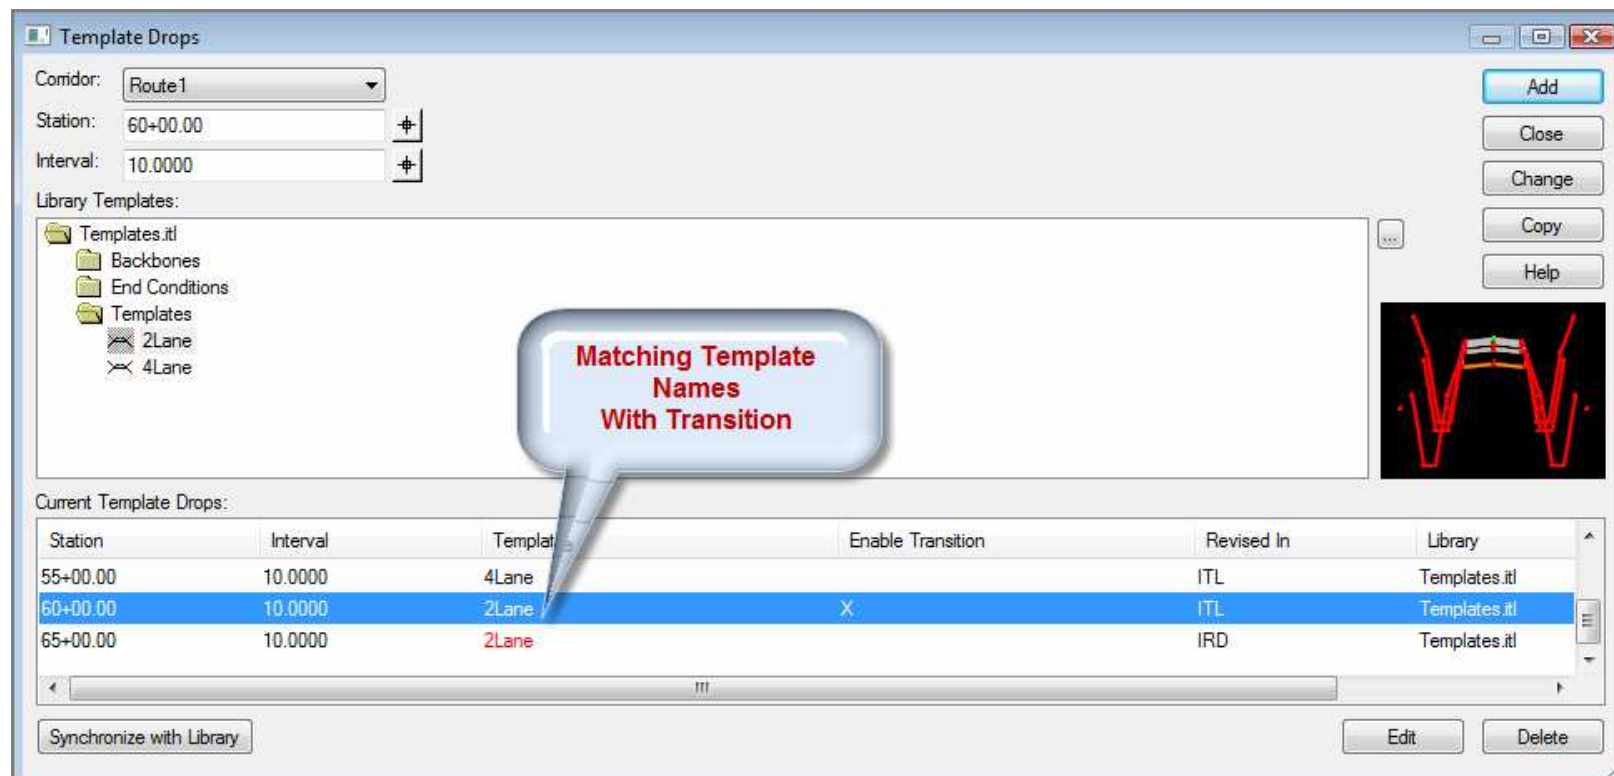 Template Drops
Corridor:
Route1
Station:
60+00.00
Interval:
10.0000
Library Templates:
Templates.itl
Backbones
End Conditions
Templates
2Lane
4Lane
...
Add
Close
Change
Copy
Help
Matching Template
Names
With Transition
Current Template Drops:
Station Interval Template Enable Transition Revised In Library
55+00.00 10.0000 4Lane ITL Templates.itl
60+00.00 10.0000 2Lane X ITL Templates.itl
65+00.00 10.0000 2Lane IRD Templates.itl
Synchronize with Library
Edit
Delete